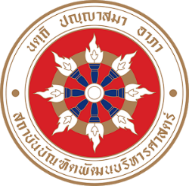 นตฺถิ ปญฺญาสมา อาภา
สถาบันบัณฑิตพัฒนบริหารศาสตร์